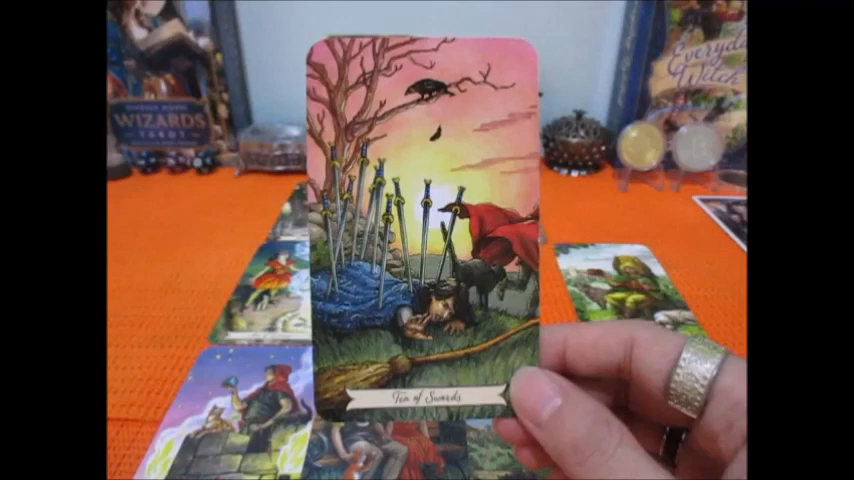 WIZARDS
TAROT
Everyday
Witch
Ten of Swords